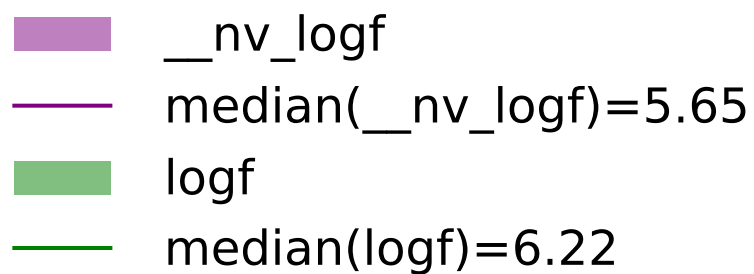 __nv_logf
median(__nv_logf)=5.65
logf
median(logf)=6.22